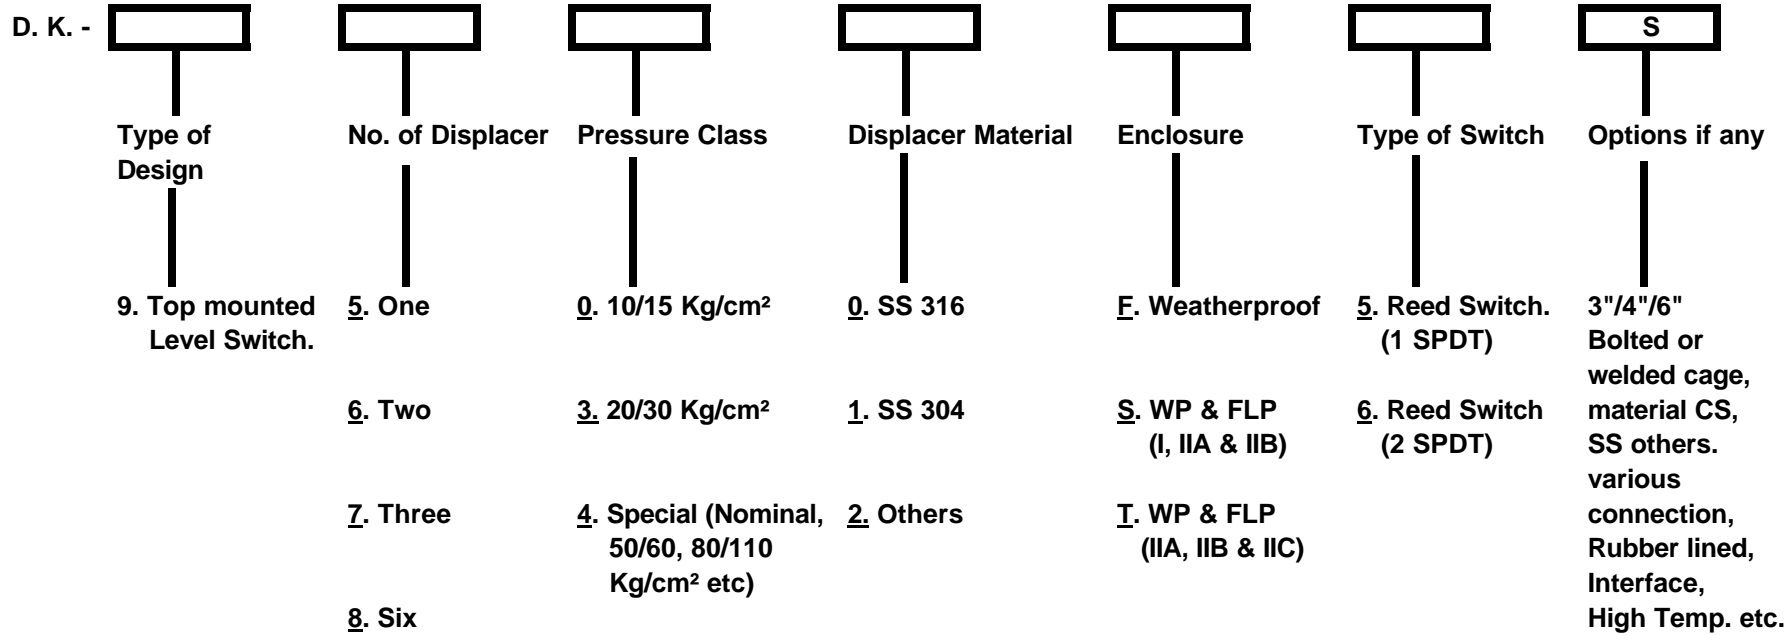 D. K. -
S
Type of
Design
No. of Displacer
Pressure Class
Displacer Material
Enclosure
Type of Switch
Options if any
9. Top mounted
Level Switch.
5. One
6. Two
7. Three
8. Six
0. 10/15 Kg/cm²
3. 20/30 Kg/cm²
4. Special (Nominal,
50/60, 80/110
Kg/cm² etc)
0. SS 316
1. SS 304
2. Others
F. Weatherproof
S. WP & FLP
(I, IIA & IIB)
T. WP & FLP
(IIA, IIB & IIC)
5. Reed Switch.
(1 SPDT)
6. Reed Switch
(2 SPDT)
3"/4"/6"
Bolted or
welded cage,
material CS,
SS others.
various
connection,
Rubber lined,
Interface,
High Temp. etc.